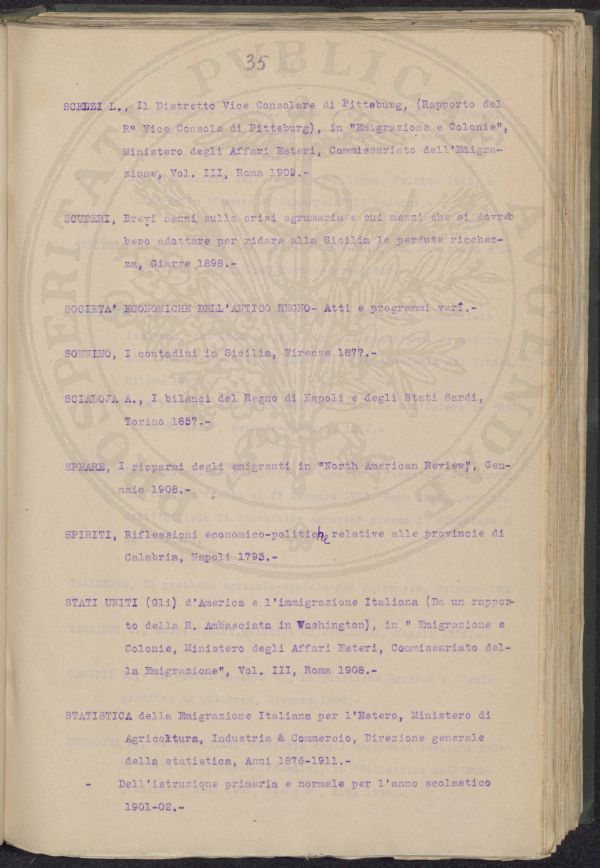 35
SCELZI L., Il Distretto Vice Consolare di Pittsburg, (Rapporto del
Rº Vice Console di Pittsburg), in "Emigrazione e Colonie",
Ministero degli Affari Esteri, Commissariato dell'Emigra-
zione, Vol. III, Roma 1909.-
SCUDERI, Brevi cenni sulla crisi agrumaria e sui mezzi che si dovreb
bero adottare per ridare alla Sicilia la perduta ricchez-
za, Giarre 1898.-
SOCIETA' ECONOMICHE DELL'ANTICO REGNO- Atti e programmi varî.-
SONNINO, I contadini in Sicilia, Firenze 1877.-
SCIALOJA A., I bilanci del Regno di Napoli e degli Stati Sardi,
Torino 1857.-
SPEARE, I risparmi degli emigranti in "North American Review", Gen-
naio 1908.-
SPIRITI, Riflessioni economico-politiche relative alle provincie di
Calabria, Napoli 1793.-
STATI UNITI (Gli) d'America e l'immigrazione Italiana (Da un rappor-
to della R. Ambasciata in Washington), in " Emigrazione e
Colonie, Ministero degli Affari Esteri, Commissariato del-
la Emigrazione", Vol. III, Roma 1908.-
STATISTICA della Emigrazione Italiana per l'Estero, Ministero di
Agricoltura, Industria & Commercio, Direzione generale
della statistica, Anni 1876-1911.-
- Dell'istruzione primaria e normale per l'anno scolastico
1901-02.-